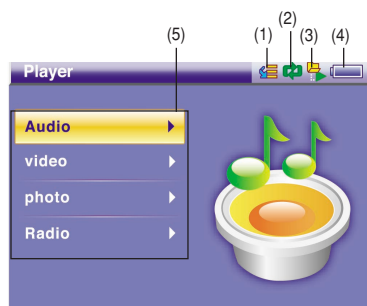 (5) (1) (2) (3) (4)
Player
Audio
video
photo
Radio